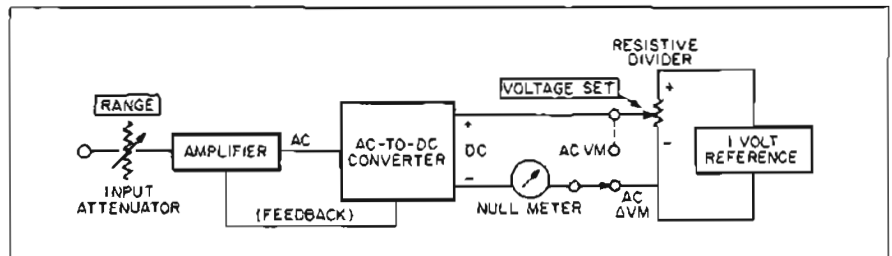 RESISTIVE
DIVIDER
VOLTAGE SET
RANGE
+
AMPLIFIER
AC
AC-TO-DC
CONVERTER
+
DC
-
AC VM
-
1 VOLT
REFERENCE
INPUT
ATTENUATOR
(FEEDBACK)
NULL METER
AC
ΔVM